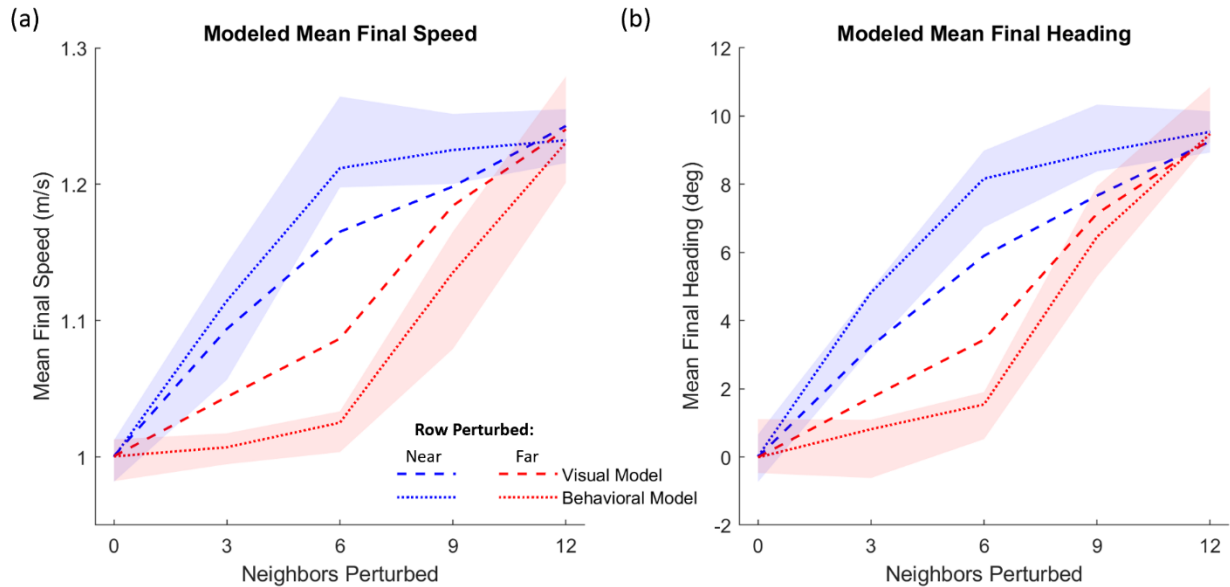 (a)
Modeled Mean Final Speed
Mean Final Speed (m/s)
1.3
1.2
1.1
1
Row Perturbed:
Near Far
Visual Model
Behavioral Model
0 3 6 9 12
Neighbors Perturbed
(b)
Modeled Mean Final Heading
Mean Final Heading (deg)
12
10
8
6
4
2
0
-2
0 3 6 9 12
Neighbors Perturbed